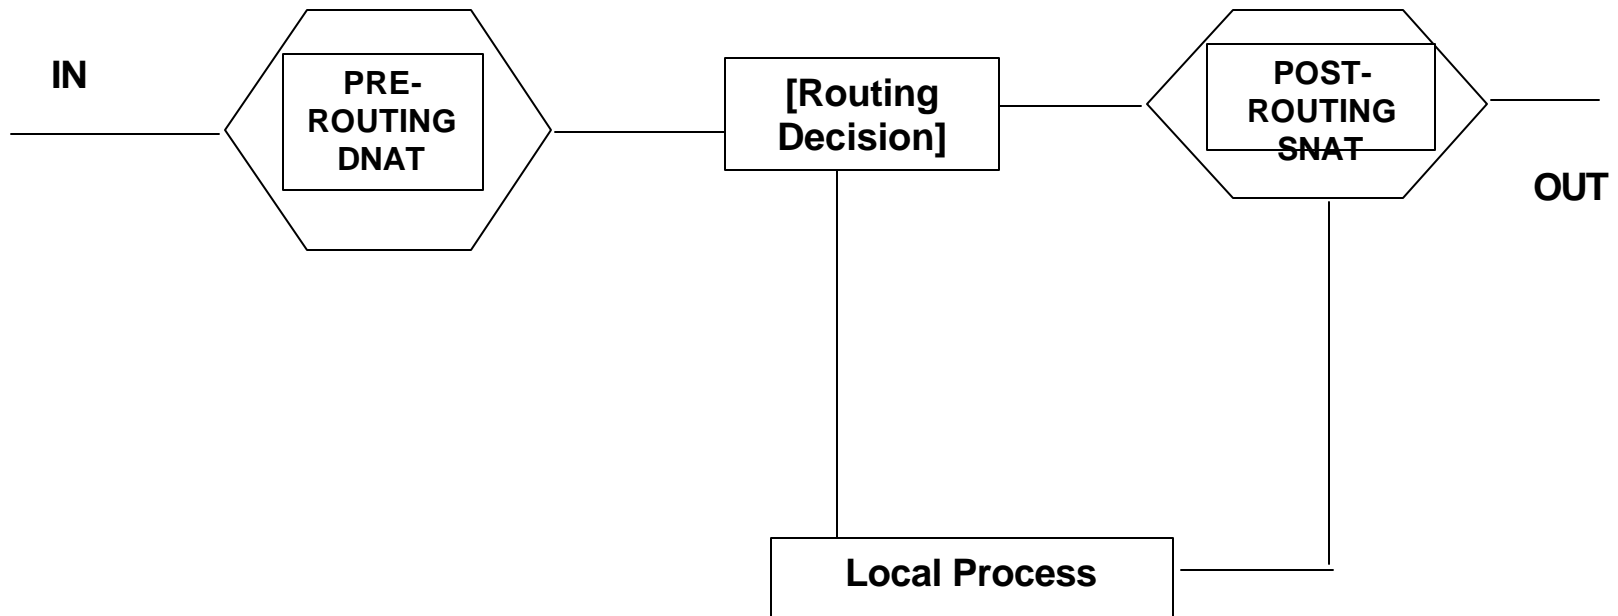 IN
PRE-
ROUTING
DNAT
[Routing
Decision]
POST-
ROUTING
SNAT
OUT
Local Process